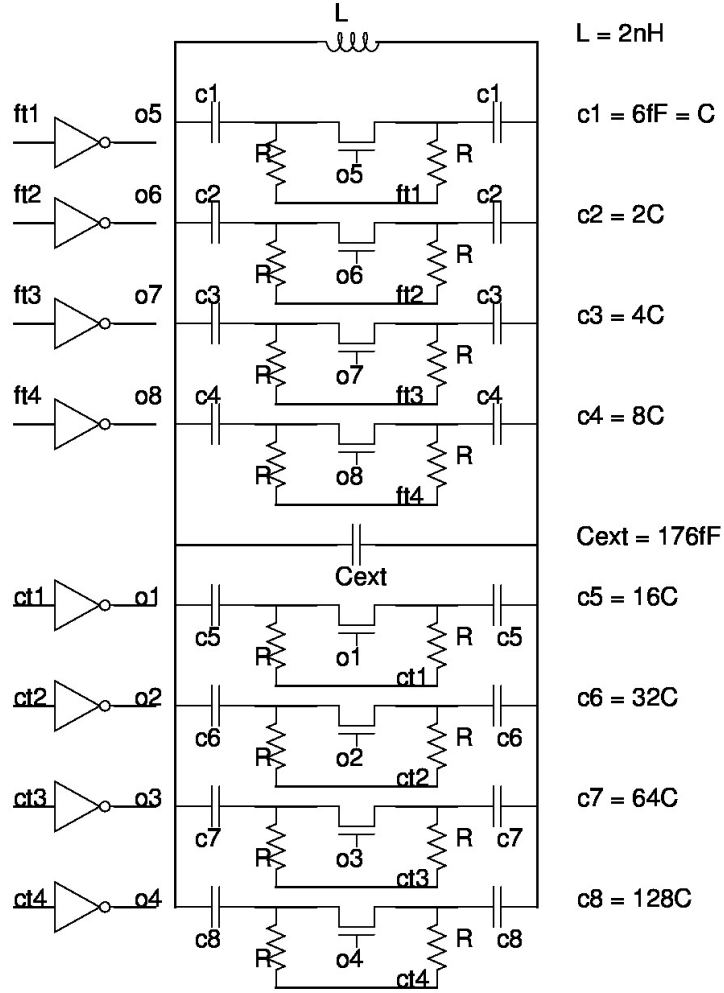 L
L = 2nH
c1 c1
ft1 o5 c1 = 6fF = C
R R
o5
ft1
ft2 o6 c2 c2 c2 = 2C
R R
o6
ft2
ft3 o7 c3 c3 c3 = 4C
R R
o7
ft3
ft4 o8 c4 c4 c4 = 8C
R R
o8
ft4
Cext = 176fF
Cext
ct1 o1 c5 = 16C
c5 R o1 R c5
ct1
ct2 o2 c6 = 32C
c6 R o2 R c6
ct2
ct3 o3 c7 = 64C
c7 R o3 R c7
ct3
ct4 o4 c8 = 128C
c8 R o4 R c8
ct4